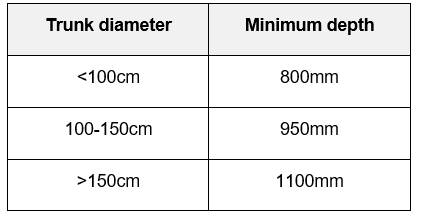 Trunk diameter Minimum depth
<100cm 800mm
100-150cm 950mm
>150cm 1100mm